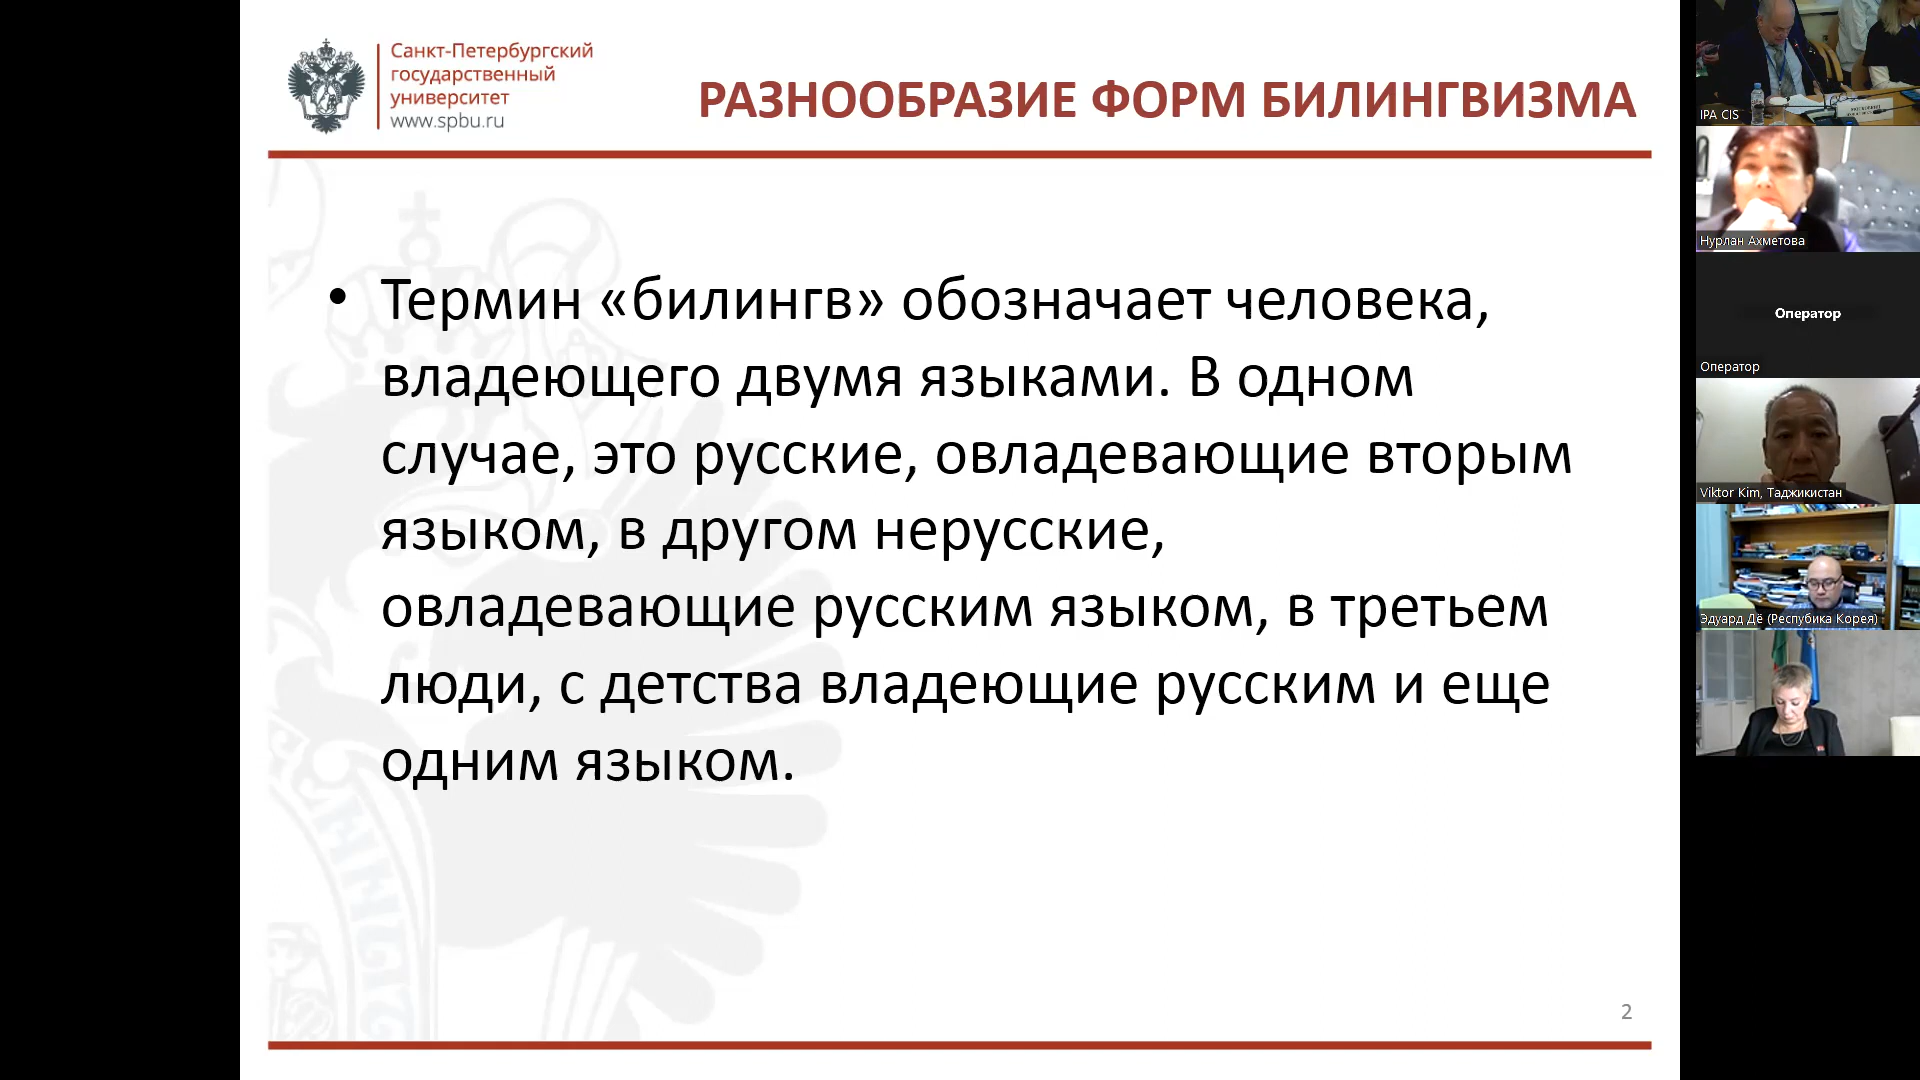 Санкт-Петербургский
государственный
университет
www.spbu.ru
РАЗНООБРАЗИЕ ФОРМ БИЛИНГВИЗМА
• Термин «билингв» обозначает человека,
владеющего двумя языками. В одном
случае, это русские, овладевающие вторым
языком, в другом нерусские,
овладевающие русским языком, в третьем
люди, с детства владеющие русским и еще
одним языком.
2
IPA CIS
Нурлан Ахметова
Оператор
Оператор
Viktor Kim, Таджикистан
Эдуард Дё (Республика Корея)